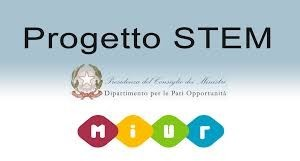 Progetto STEM
Presidenza del Consiglio dei Ministri
Dipartimento per le Pari Opportunità
MIUR